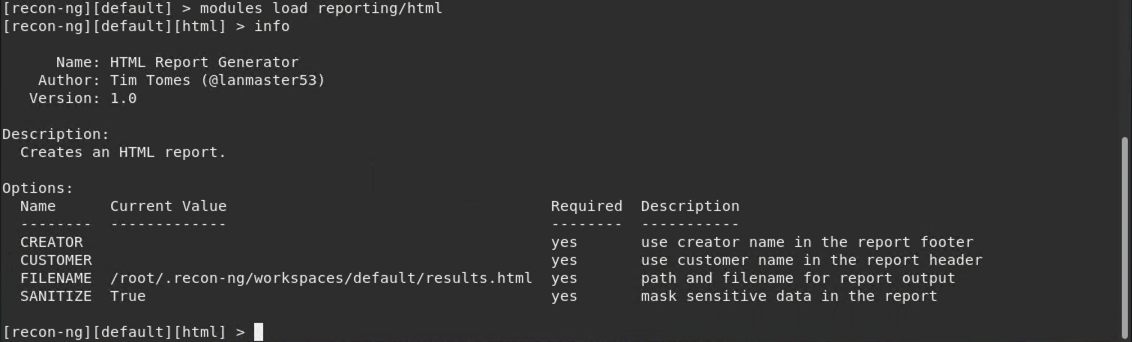 [recon-ng][default] > modules load reporting/html
[recon-ng][default][html] > info
Name: HTML Report Generator
Author: Tim Tomes (@lanmaster53)
Version: 1.0
Description:
Creates an HTML report.
Options:
Name Current Value Required Description
-------- ------------- -------- -----------
CREATOR yes use creator name in the report footer
CUSTOMER yes use customer name in the report header
FILENAME /root/.recon-ng/workspaces/default/results.html yes path and filename for report output
SANITIZE True yes mask sensitive data in the report
[recon-ng][default][html] >